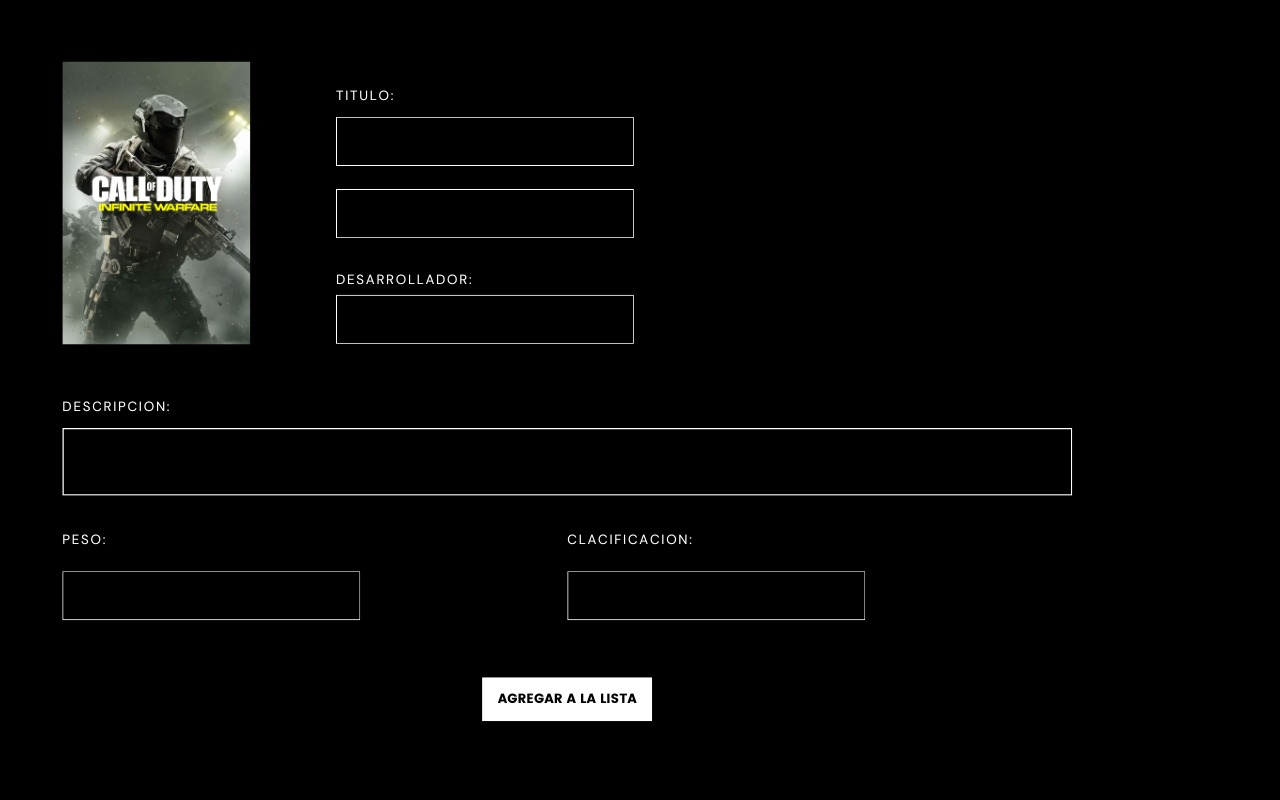 TITULO:
CALL OF DUTY
INFINITE WARFARE
DESARROLLADOR:
DESCRIPCION:
PESO:
CLACIFICACION:
AGREGAR A LA LISTA